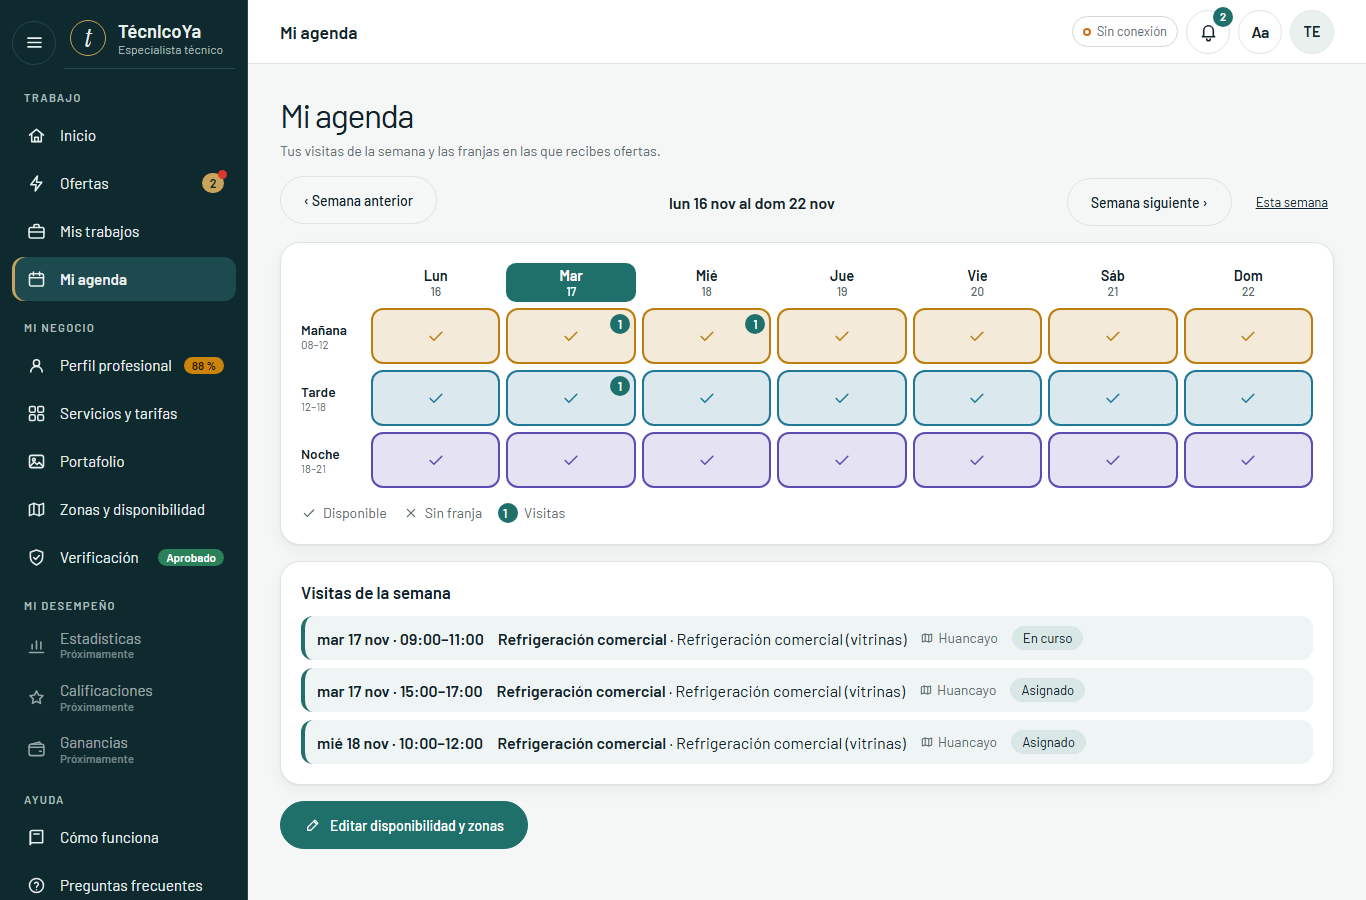 t
TécnicoYa
Especialista técnico
TRABAJO
Inicio
Ofertas 2
Mis trabajos
Mi agenda
MI NEGOCIO
Perfil profesional 88 %
Servicios y tarifas
Portafolio
Zonas y disponibilidad
Verificación Aprobado
MI DESEMPEÑO
Estadísticas
Próximamente
Calificaciones
Próximamente
Ganancias
Próximamente
AYUDA
Cómo funciona
Preguntas frecuentes
Mi agenda
Sin conexión 2 Aa TE
Mi agenda
Tus visitas de la semana y las franjas en las que recibes ofertas.
‹ Semana anterior lun 16 nov al dom 22 nov Semana siguiente › Esta semana
Lun Mar Mié Jue Vie Sáb Dom
16 17 18 19 20 21 22
Mañana 1 1
08–12
Tarde 1
12–18
Noche
18–21
Disponible Sin franja 1 Visitas
Visitas de la semana
mar 17 nov · 09:00–11:00 Refrigeración comercial · Refrigeración comercial (vitrinas) Huancayo En curso
mar 17 nov · 15:00–17:00 Refrigeración comercial · Refrigeración comercial (vitrinas) Huancayo Asignado
mié 18 nov · 10:00–12:00 Refrigeración comercial · Refrigeración comercial (vitrinas) Huancayo Asignado
Editar disponibilidad y zonas